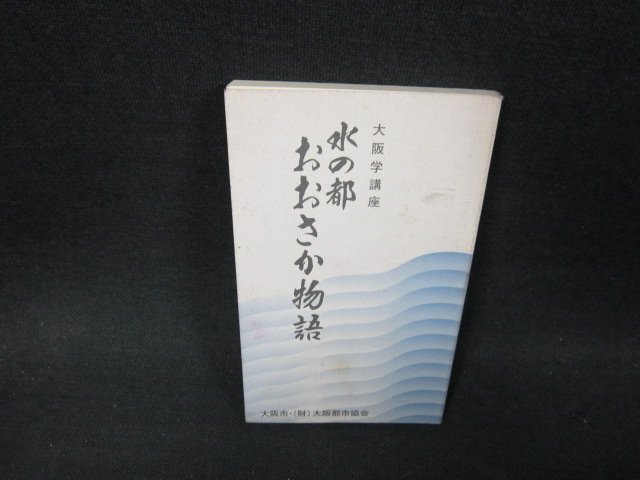 大阪学講座
水の都
おおさか物語
大阪市・(財)大阪都市協会